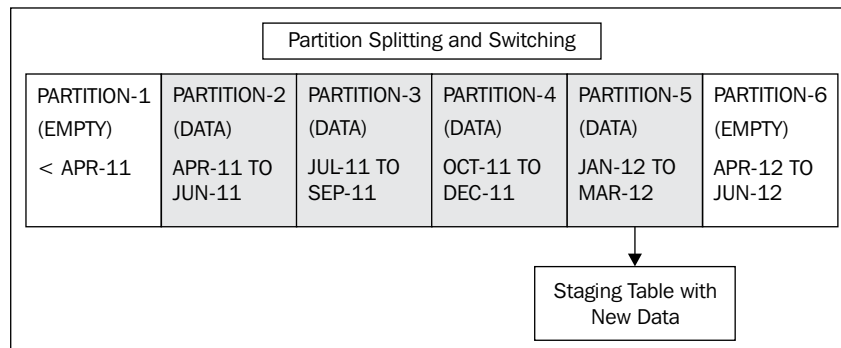 Partition Splitting and Switching
PARTITION-1
(EMPTY)
< APR-11
PARTITION-2
(DATA)
APR-11 TO
JUN-11
PARTITION-3
(DATA)
JUL-11 TO
SEP-11
PARTITION-4
(DATA)
OCT-11 TO
DEC-11
PARTITION-5
(DATA)
JAN-12 TO
MAR-12
PARTITION-6
(EMPTY)
APR-12 TO
JUN-12
Staging Table with
New Data